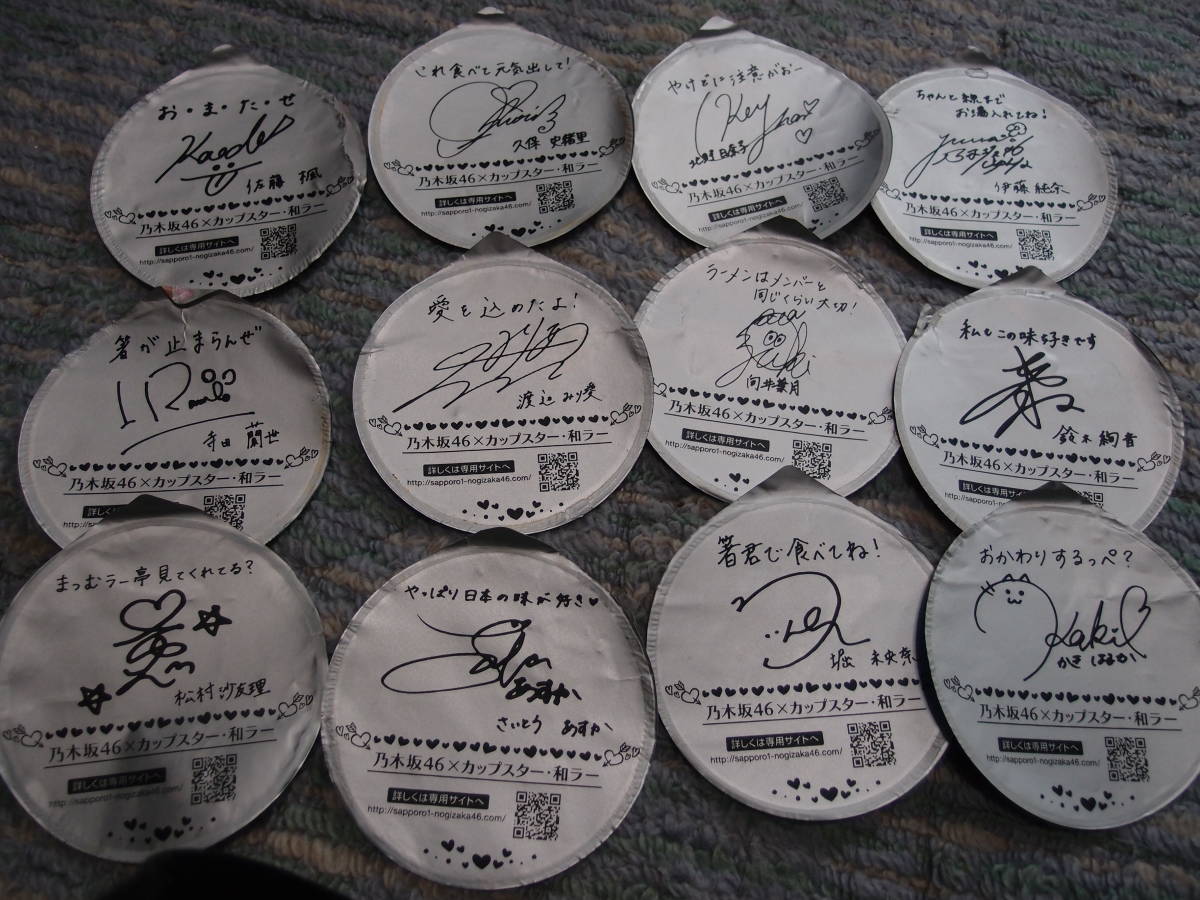 お・ま・た・せ
Kaede
佐藤 楓
乃木坂46×カップスター・和ラー
詳しくは専用サイトへ
http://sapporo1-nogizaka46.com/
これ食べて元気出して!
久保 史緒里
乃木坂46×カップスター・和ラー
詳しくは専用サイトへ
http://sapporo1-nogizaka46.com/
やけどに注意がおー
北野日奈子
乃木坂46×カップスター・和ラー
詳しくは専用サイトへ
http://sapporo1-nogizaka46.com/
ちゃんと線まで
お湯入れてね!
伊藤 純奈
乃木坂46×カップスター・和ラー
詳しくは専用サイトへ
http://sapporo1-nogizaka46.com/
箸が止まらんぜ
寺田 蘭世
乃木坂46×カップスター・和ラー
詳しくは
http://sap
愛を込めたよ!
渡辺 みり愛
乃木坂46×カップスター・和ラー
詳しくは専用サイトへ
http://sapporo1-nogizaka46.com/
ラーメンはメンバーと
同じくらい大切!
向井葉月
乃木坂46×カップスター・和ラー
詳しくは専用サイトへ
http://sapporo1-nogizaka46.com/
私もこの味好きです
鈴木 絢音
乃木坂46×カップスター・和ラー
詳しくは専用サイトへ
http://sapporo1-nogiz
まっつむラー亭見てくれてる?
松村 沙友理
乃木坂46×カップスター・和ラー
詳しくは専用サイトへ
http://sapporo1-nogizaka46.com/
やっぱり日本の味が好き♥
あすか
さいとう あすか
乃木坂46×カップスター・和ラー
詳しくは専用サイトへ
http://sapporo1-nogizaka46.com/
箸君で食べてね!
堀 未央奈
乃木坂46×カップスター・和ラー
詳しくは専用サイトへ
http://sapporo1-nogizaka46.com/
おかわりするっぺ?
Kaki
かき はるか
乃木坂46×カップスター・和ラー
詳しくは専用サイトへ
http://sapporo1-nogizaka46.com/